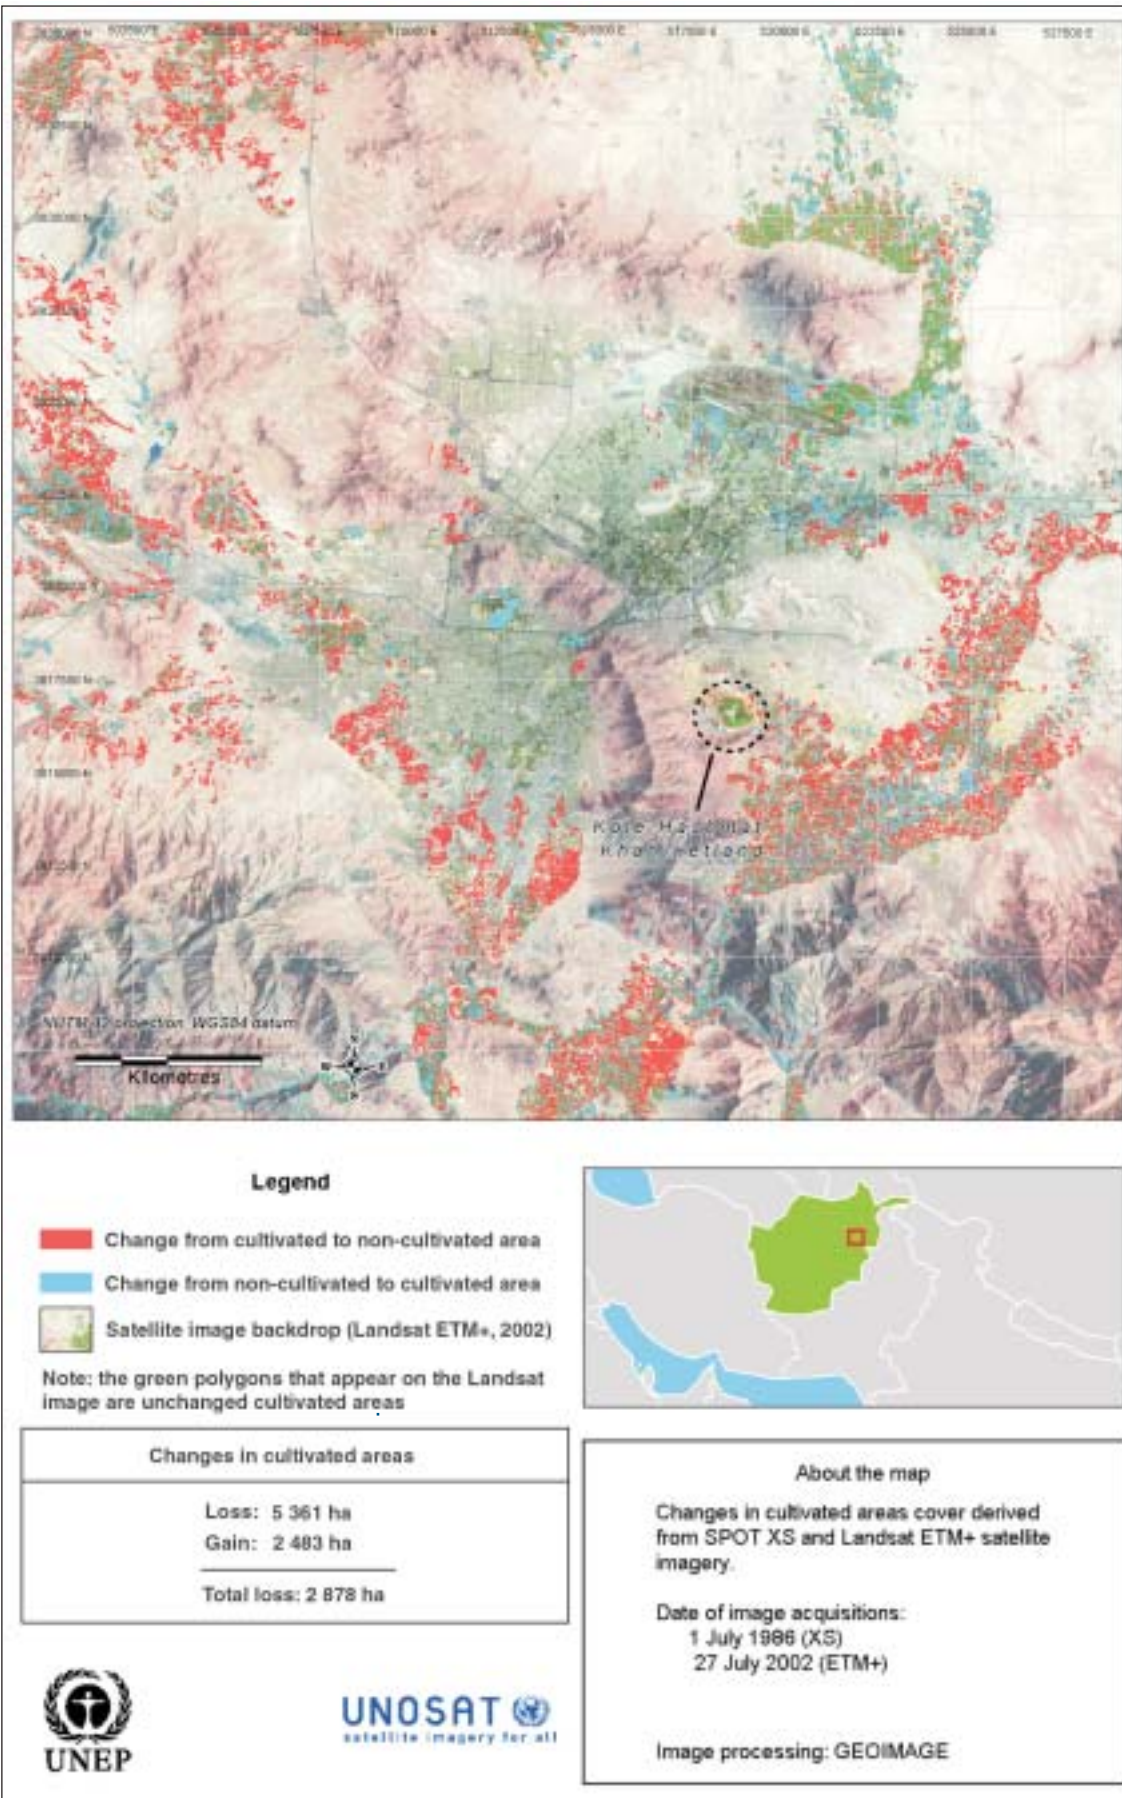 Kole Hashmat
Khan Wetland
WGS84 datum
Kilometres
Legend
Change from cultivated to non-cultivated area
Change from non-cultivated to cultivated area
Satellite image backdrop (Landsat ETM+, 2002)
Note: the green polygons that appear on the Landsat
image are unchanged cultivated areas
Changes in cultivated areas
Loss: 5 361 ha
Gain: 2 483 ha
Total loss: 2 878 ha
About the map
Changes in cultivated areas cover derived
from SPOT XS and Landsat ETM+ satellite
imagery.
Date of image acquisitions:
1 July 1986 (XS)
27 July 2002 (ETM+)
Image processing: GEOIMAGE
UNEP
UNOSAT
satellite imagery for all